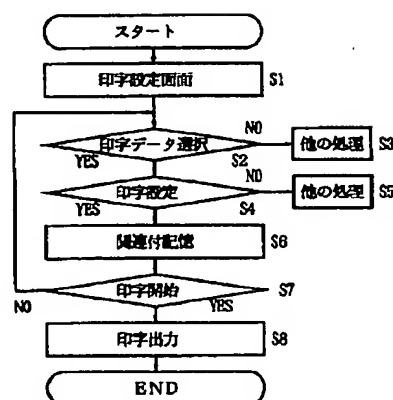 スタート
印字設定画面 S1
NO
印字データ選択 他の処理 S3
YES S2
NO
印字設定 他の処理 S5
YES S4
関連付記憶 S6
印字開始 S7
NO YES
印字出力 S8
END